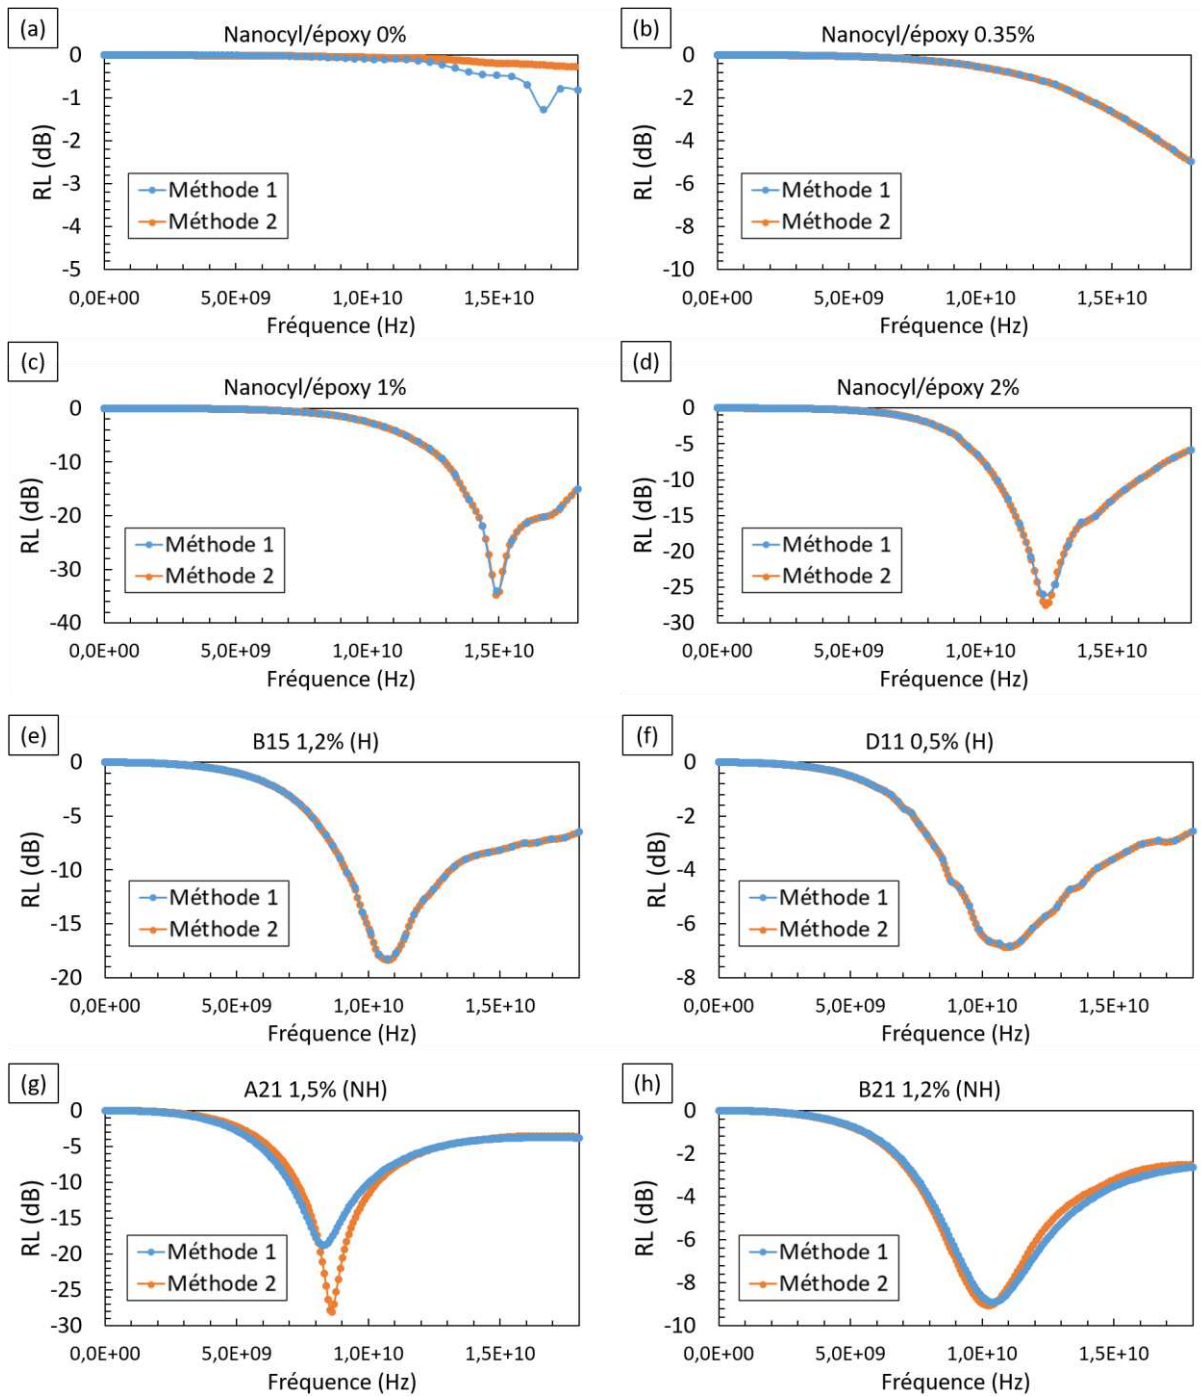 (a)
Nanocyl/époxy 0%
0
-1
-2
-3
-4
-5
RL (dB)
Méthode 1
Méthode 2
0,0E+00 5,0E+09 1,0E+10 1,5E+10
Fréquence (Hz)
(b)
Nanocyl/époxy 0.35%
0
-2
-4
-6
-8
-10
RL (dB)
Méthode 1
Méthode 2
0,0E+00 5,0E+09 1,0E+10 1,5E+10
Fréquence (Hz)
(c)
Nanocyl/époxy 1%
0
-10
-20
-30
-40
RL (dB)
Méthode 1
Méthode 2
0,0E+00 5,0E+09 1,0E+10 1,5E+10
Fréquence (Hz)
(d)
Nanocyl/époxy 2%
0
-5
-10
-15
-20
-25
-30
RL (dB)
Méthode 1
Méthode 2
0,0E+00 5,0E+09 1,0E+10 1,5E+10
Fréquence (Hz)
(e)
B15 1,2% (H)
0
-5
-10
-15
-20
RL (dB)
Méthode 1
Méthode 2
0,0E+00 5,0E+09 1,0E+10 1,5E+10
Fréquence (Hz)
(f)
D11 0,5% (H)
0
-2
-4
-6
-8
RL (dB)
Méthode 1
Méthode 2
0,0E+00 5,0E+09 1,0E+10 1,5E+10
Fréquence (Hz)
(g)
A21 1,5% (NH)
0
-5
-10
-15
-20
-25
-30
RL (dB)
Méthode 1
Méthode 2
0,0E+00 5,0E+09 1,0E+10 1,5E+10
Fréquence (Hz)
(h)
B21 1,2% (NH)
0
-2
-4
-6
-8
-10
RL (dB)
Méthode 1
Méthode 2
0,0E+00 5,0E+09 1,0E+10 1,5E+10
Fréquence (Hz)